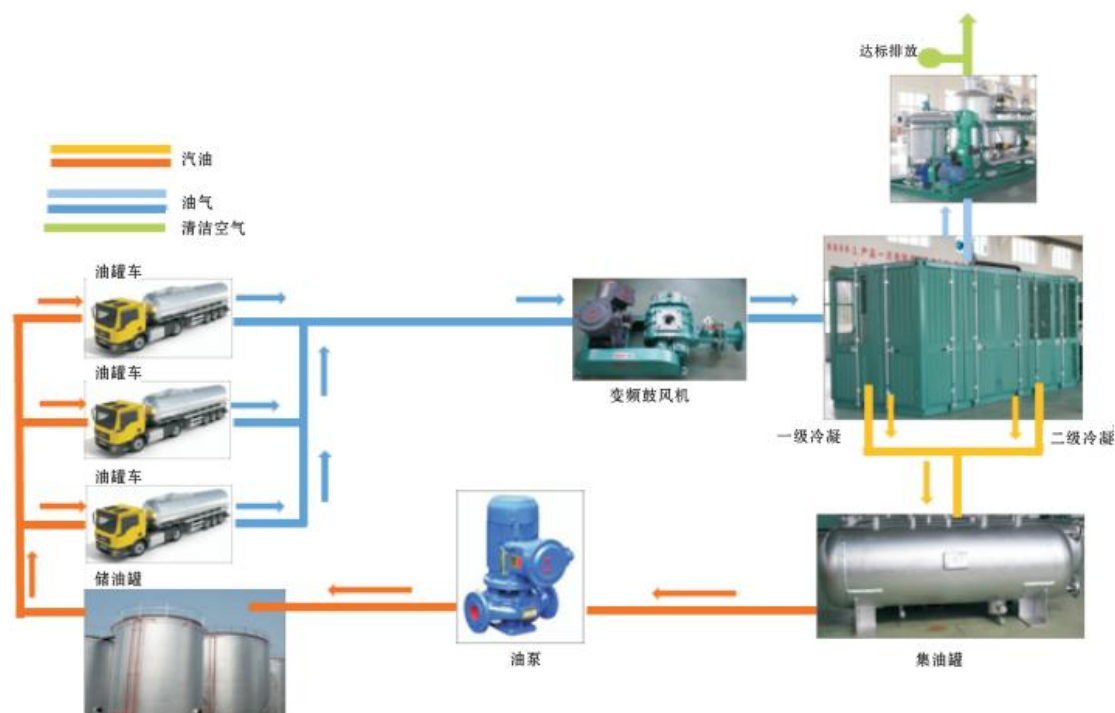 达标排放
汽油
油气
清洁空气
油罐车
油罐车
油罐车
变频鼓风机
一级冷凝
二级冷凝
储油罐
油泵
集油罐